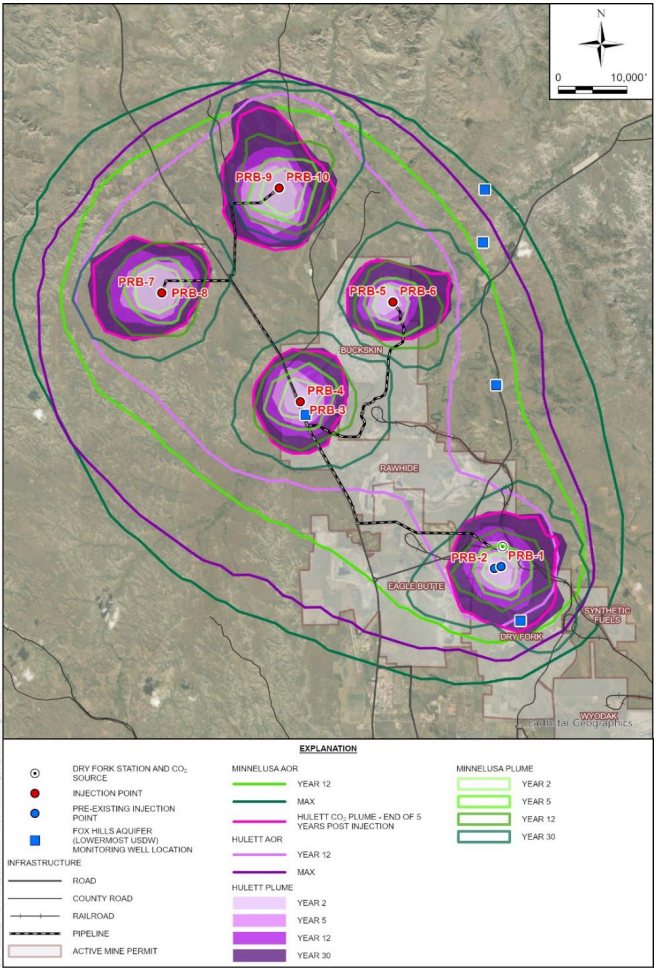 N
0 10,000'
PRB-9 PRB-10
PRB-7
PRB-8
PRB-5 PRB-6
BUCKSKIN
PRB-4
PRB-3
RAWHIDE
PRB-2 PRB-1
EAGLE BUTTE
SYNTHETIC
FUELS
DRY FORK
WYODAK
Earthstar Geographics
EXPLANATION
DRY FORK STATION AND CO2
SOURCE
INJECTION POINT
PRE-EXISTING INJECTION
POINT
FOX HILLS AQUIFER
(LOWERMOST USDW)
MONITORING WELL LOCATION
INFRASTRUCTURE
ROAD
COUNTY ROAD
RAILROAD
PIPELINE
ACTIVE MINE PERMIT
MINNELUSA AOR
YEAR 12
MAX
HULETT CO2 PLUME - END OF 5
YEARS POST INJECTION
HULETT AOR
YEAR 12
MAX
HULETT PLUME
YEAR 2
YEAR 5
YEAR 12
YEAR 30
MINNELUSA PLUME
YEAR 2
YEAR 5
YEAR 12
YEAR 30